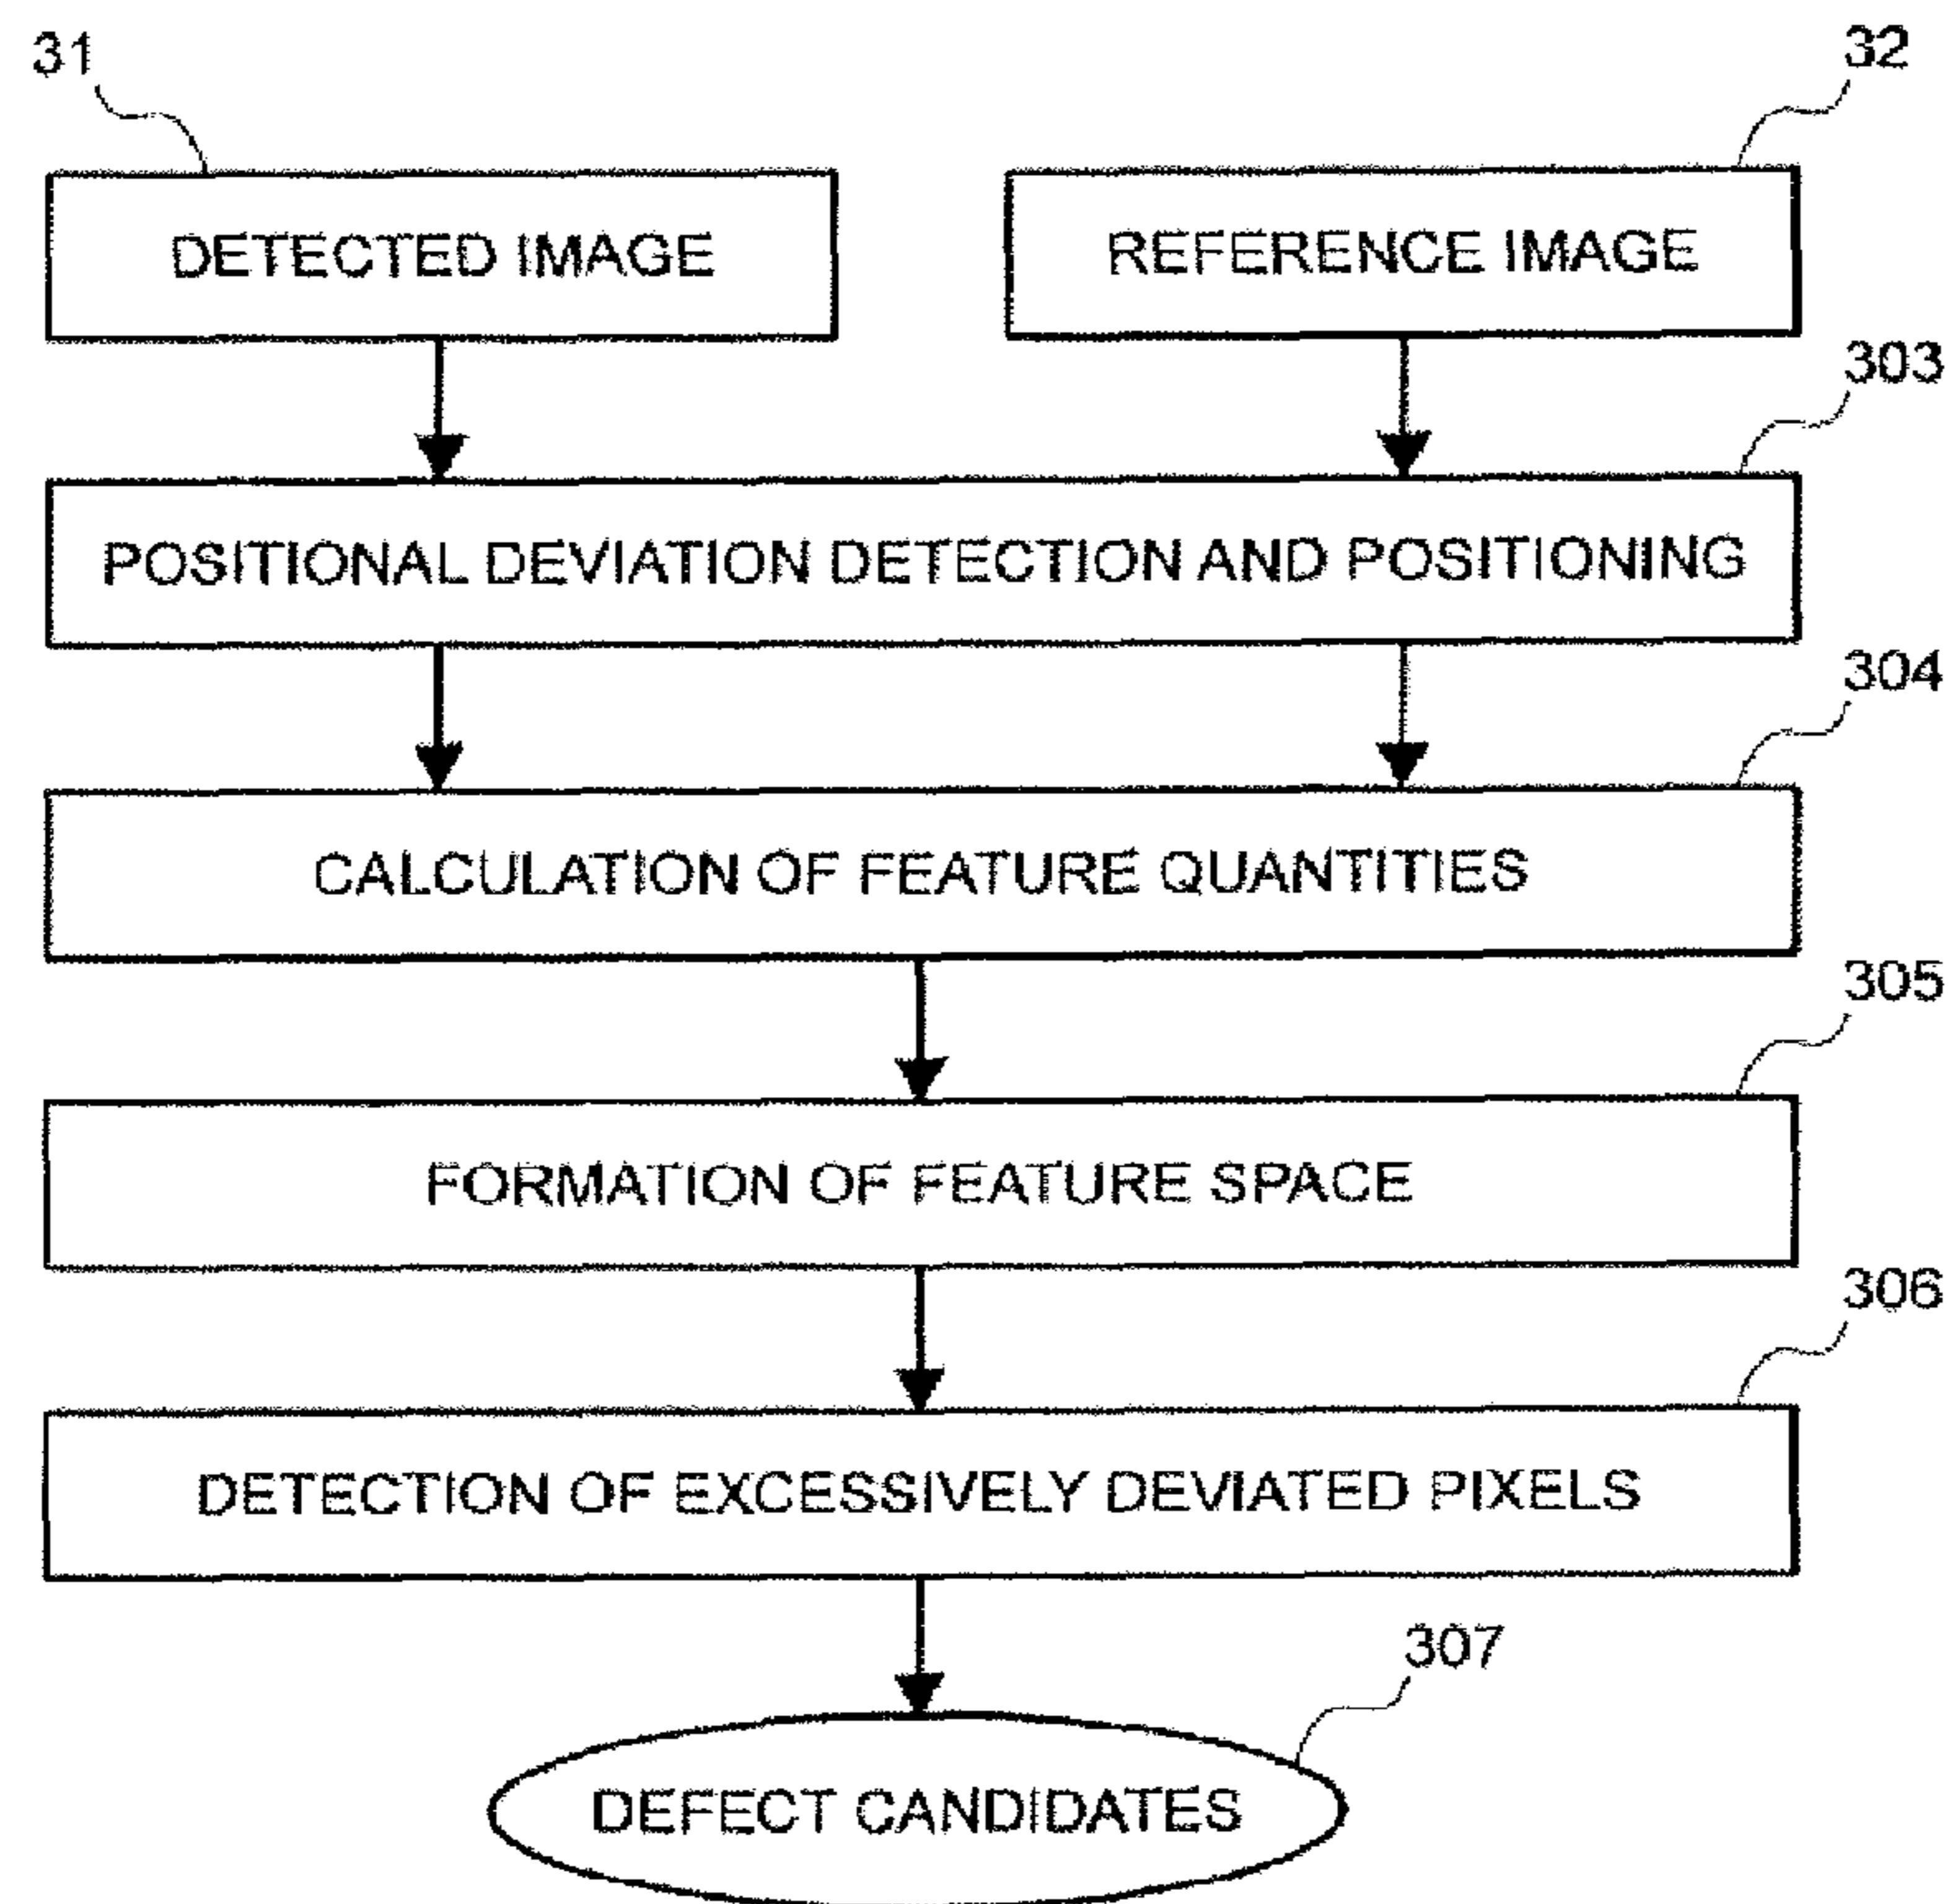 31
32
DETECTED IMAGE
REFERENCE IMAGE
303
POSITIONAL DEVIATION DETECTION AND POSITIONING
304
CALCULATION OF FEATURE QUANTITIES
305
FORMATION OF FEATURE SPACE
306
DETECTION OF EXCESSIVELY DEVIATED PIXELS
307
DEFECT CANDIDATES